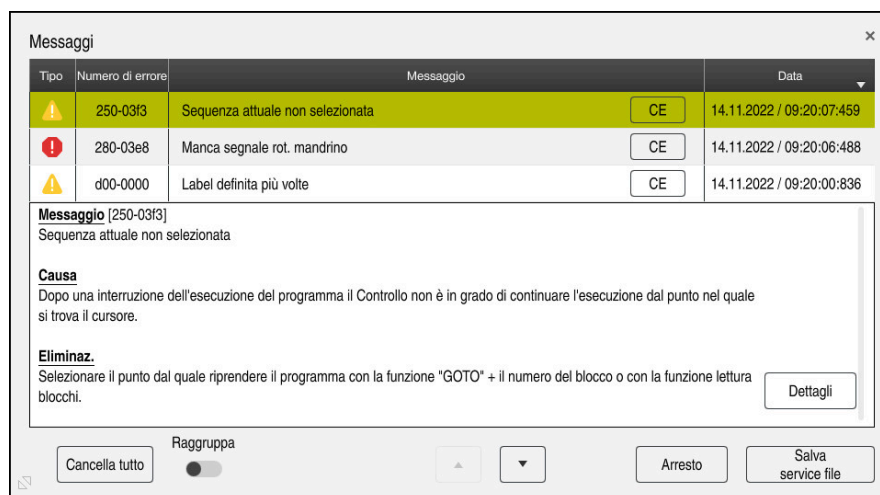 Messaggi
Tipo Numero di errore Messaggio Data
250-03f3 Sequenza attuale non selezionata CE 14.11.2022 / 09:20:07:459
280-03e8 Manca segnale rot. mandrino CE 14.11.2022 / 09:20:06:488
d00-0000 Label definita più volte CE 14.11.2022 / 09:20:00:836
Messaggio [250-03f3]
Sequenza attuale non selezionata
Causa
Dopo una interruzione dell'esecuzione del programma il Controllo non è in grado di continuare l'esecuzione dal punto nel quale
si trova il cursore.
Eliminaz.
Selezionare il punto dal quale riprendere il programma con la funzione "GOTO" + il numero del blocco o con la funzione lettura
blocchi.
Dettagli
Cancella tutto
Raggruppa
Arresto
Salva
service file